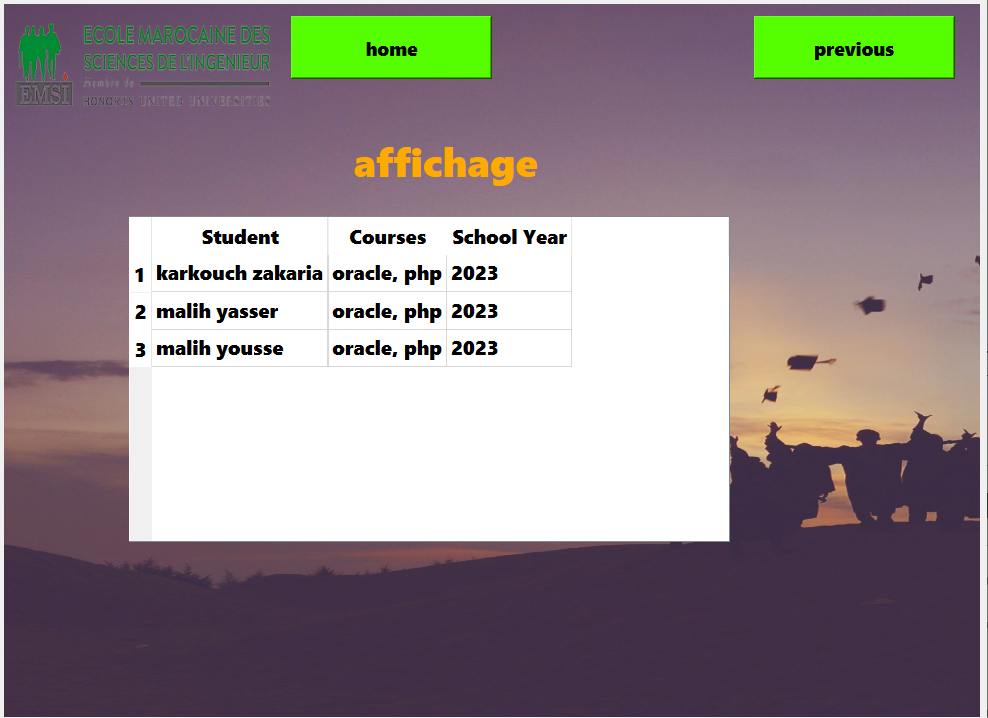 ECOLE MAROCAINE DES
SCIENCES DE L'INGENIEUR
Membre de
HONORIS UNITED UNIVERSITIES
EMSI
home
previous
affichage
Student Courses School Year
1 karkouch zakaria oracle, php 2023
2 malih yasser oracle, php 2023
3 malih yousse oracle, php 2023